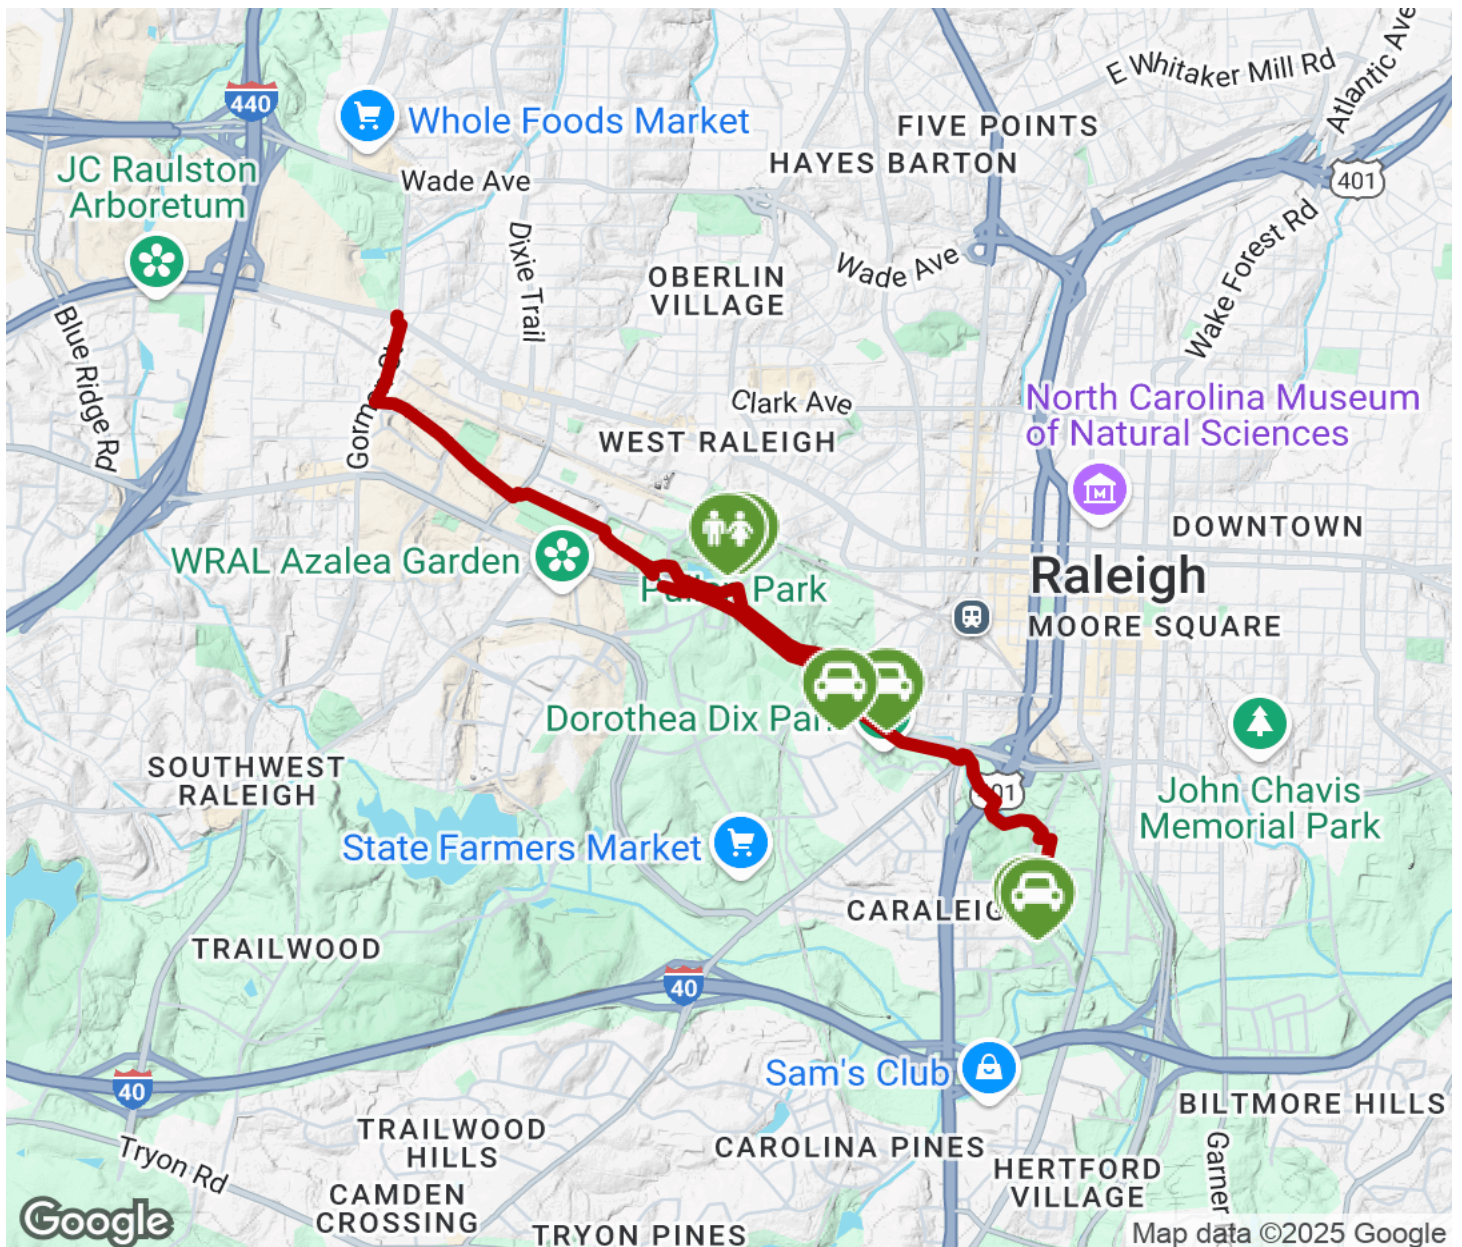 E Whitaker Mill Rd
Atlantic Ave
440
Whole Foods Market
FIVE POINTS
HAYES BARTON
JC Raulston
Arboretum
Wade Ave
401
Dixie Trail
Wake Forest Rd
Wade Ave
OBERLIN
VILLAGE
Blue Ridge Rd
Gorm
Clark Ave
North Carolina Museum
of Natural Sciences
WEST RALEIGH
M
DOWNTOWN
WRAL Azalea Garden
Park
Raleigh
MOORE SQUARE
Dorothea Dix Par
SOUTHWEST
RALEIGH
01
John Chavis
Memorial Park
State Farmers Market
CARALEIG
TRAILWOOD
40
40
Sam's Club
BILTMORE HILLS
TRAILWOOD
HILLS
CAROLINA PINES
Tryon Rd
HERTFORD
VILLAGE
Garner
CAMDEN
CROSSING
TRYON PINES
Google
Map data ©2025 Google